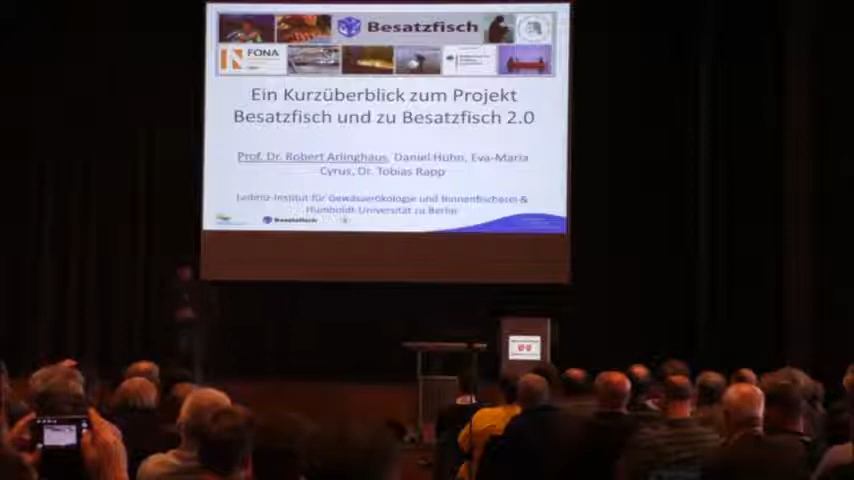 Besatzfisch
FONA
Ein Kurzüberblick zum Projekt
Besatzfisch und zu Besatzfisch 2.0
Prof. Dr. Robert Arlinghaus, Daniel Hühn, Eva-Maria
Cyrus, Dr. Tobias Rapp
Leibniz-Institut für Gewässerökologie und Binnenfischerei &
Humboldt-Universität zu Berlin
Besatzfisch